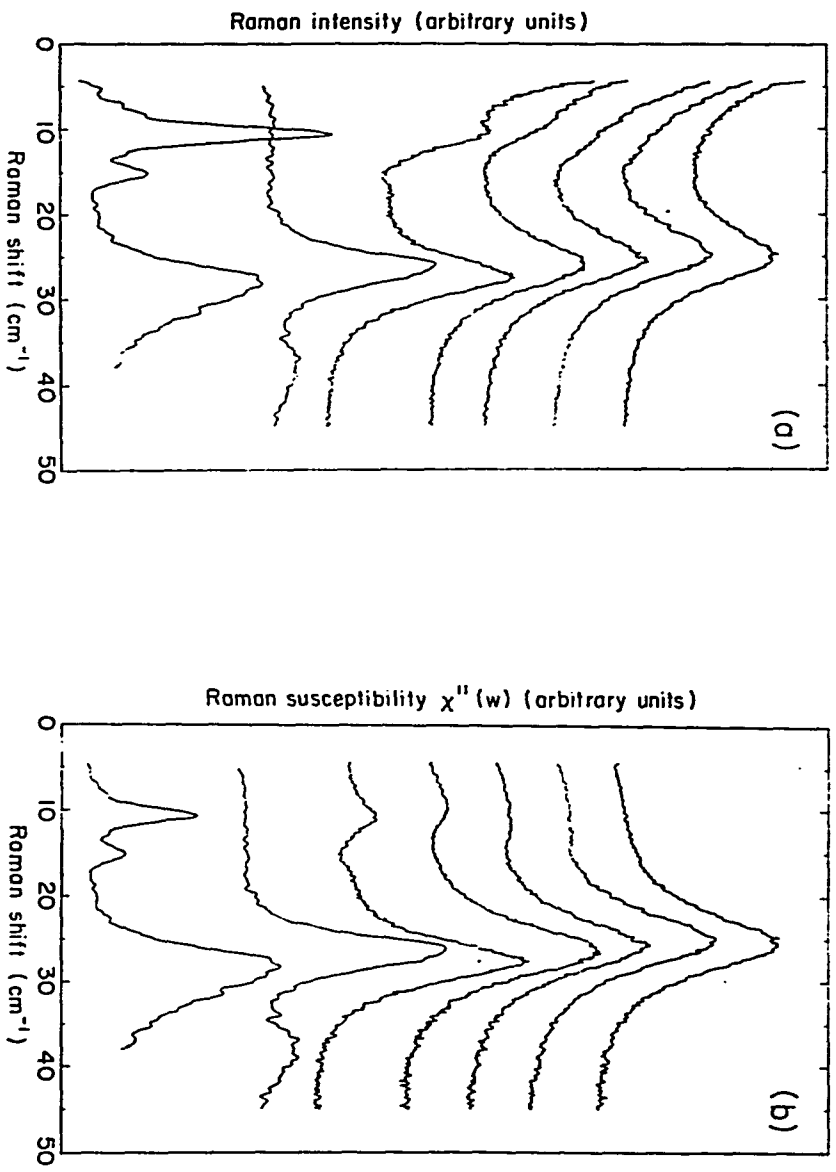 Raman intensity (arbitrary units)
0
10
20
30
40
50
Raman shift (cm⁻¹)
(a)
Raman susceptibility χ''(w) (arbitrary units)
0
10
20
30
40
50
Raman shift (cm⁻¹)
(b)